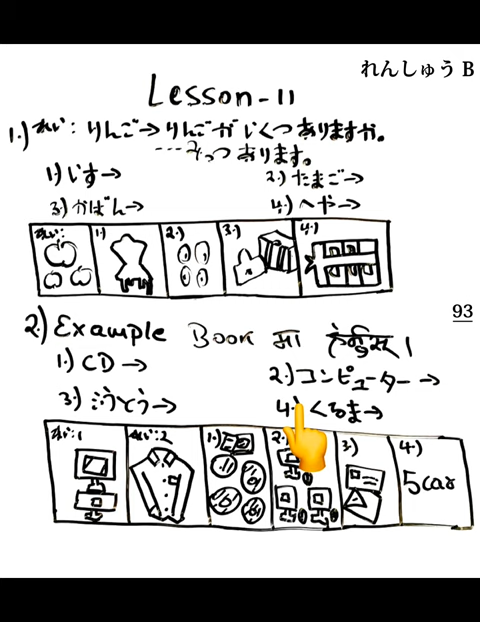 れんしゅう B
Lesson-11
1.) れい: りんご→りんごが いくつ ありますか。
....みっつ あります。
1.) いす→ 2.) たまご→
3.) かばん→ 4.) へや→
れい: 1.) 2.) 3.) 4.)
93
2.) Example Book मा हेर्नुहोस् ।
1.) CD → 2.) コンピューター →
3.) ふうとう→ 4.) くるま→
れい:1 れい:2 1.) 2.) 3.) 4.)
5 car